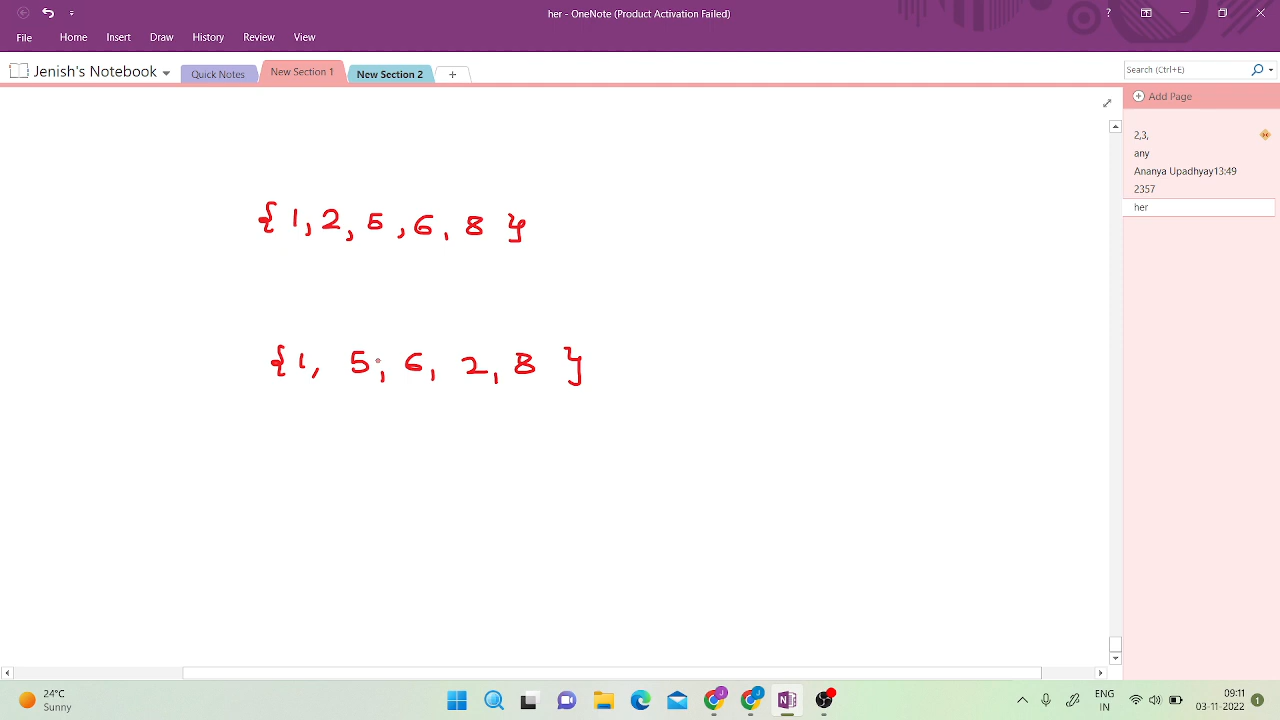 her - OneNote (Product Activation Failed)
?
File Home Insert Draw History Review View
Jenish's Notebook
Quick Notes
New Section 1
New Section 2
+
Search (Ctrl+E)
Add Page
2,3,
any
Ananya Upadhyay13:49
2357
her
{ 1, 2, 5, 6, 8 }
{1, 5, 6, 2, 8 }
24°C
Sunny
ENG
IN
09:11
03-11-2022
1